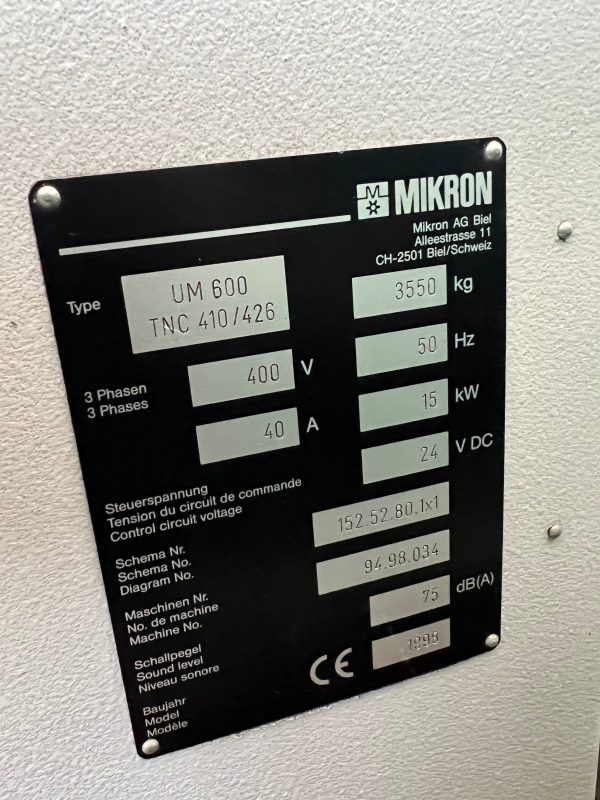 MIKRON
Mikron AG Biel
Alleestrasse 11
CH-2501 Biel/Schweiz
Type
UM 600
TNC 410/426
3550 kg
50 Hz
3 Phasen
3 Phases
400 V
15 kW
40 A
24 V DC
Steuerspannung
Tension du circuit de commande
Control circuit voltage
152.52.80.1x1
Schema Nr.
Schema No.
Diagram No.
94.98.034
Maschinen Nr.
No. de machine
Machine No.
75 dB(A)
Schallpegel
Sound level
Niveau sonore
CE
1998
Baujahr
Model
Modèle